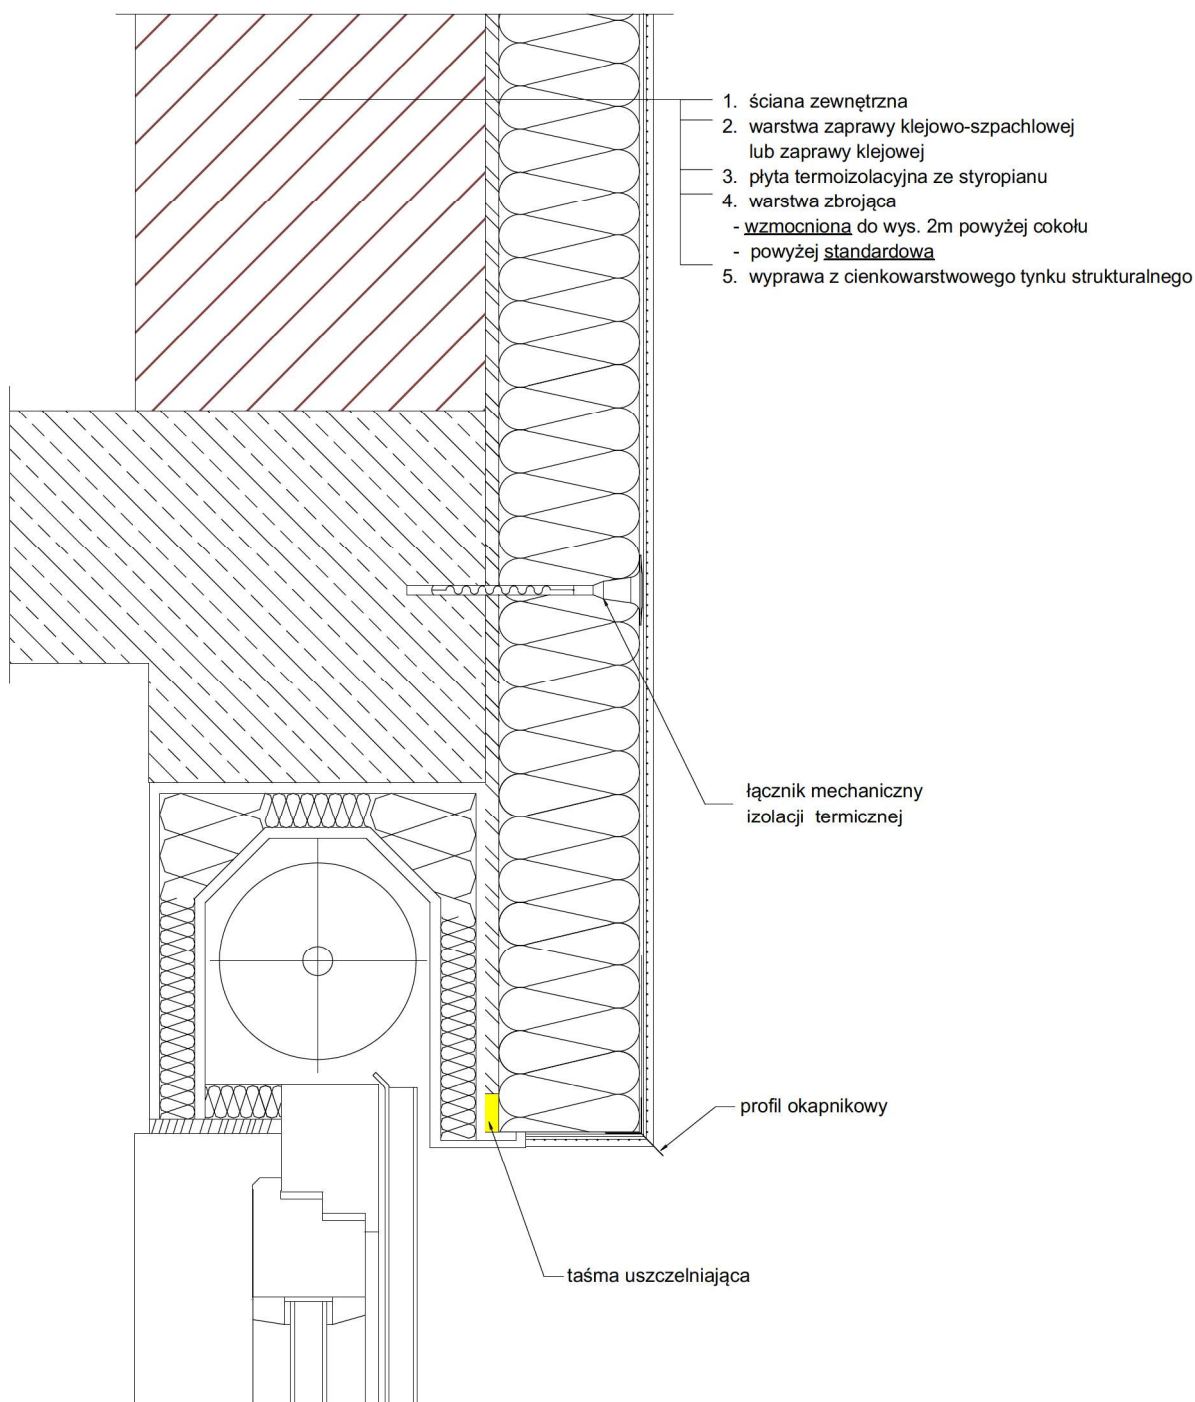 1. ściana zewnętrzna
2. warstwa zaprawy klejowo-szpachlowej
lub zaprawy klejowej
3. płyta termoizolacyjna ze styropianu
4. warstwa zbrojąca
- wzmocniona do wys. 2m powyżej cokołu
- powyżej standardowa
5. wyprawa z cienkowarstwowego tynku strukturalnego
łącznik mechaniczny
izolacji termicznej
profil okapnikowy
taśma uszczelniająca